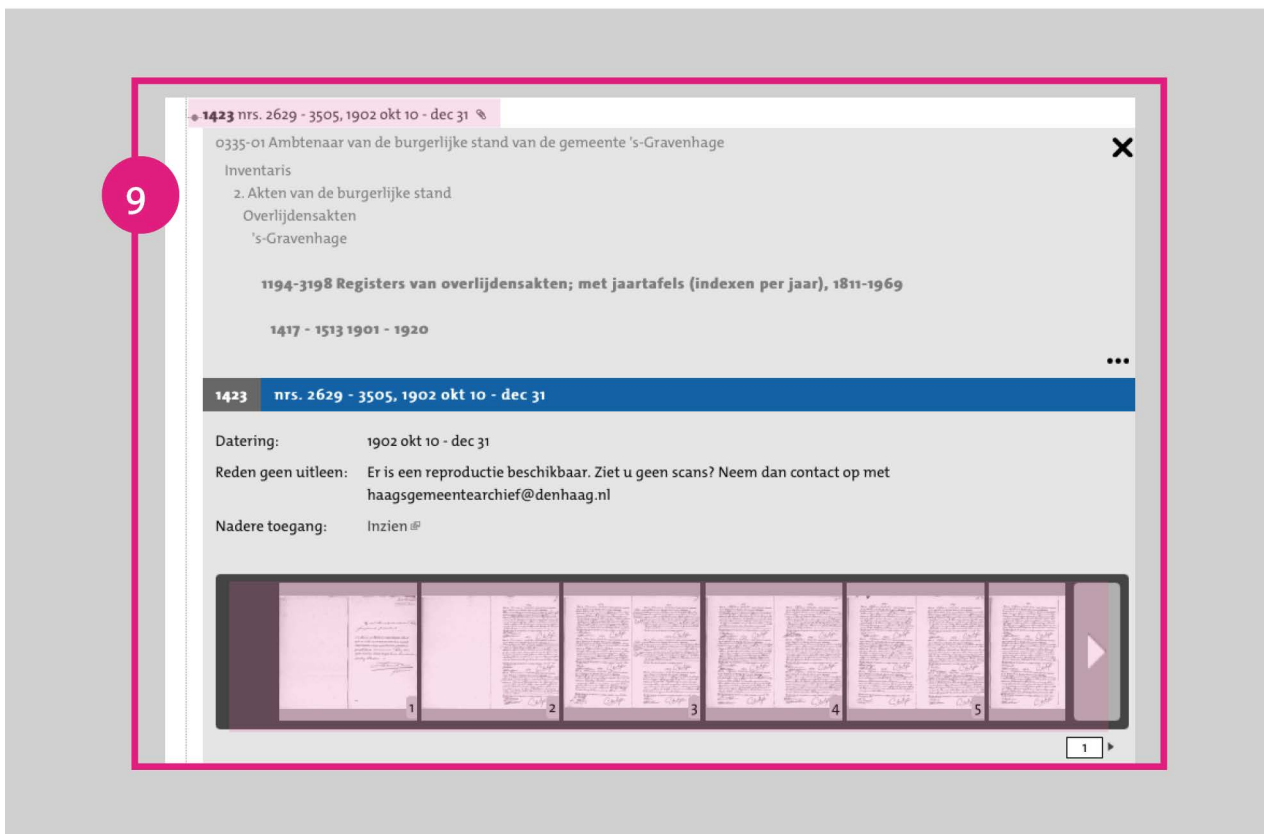 1423 nrs. 2629 - 3505, 1902 okt 10 - dec 31
0335-01 Ambtenaar van de burgerlijke stand van de gemeente 's-Gravenhage
Inventaris
9
2. Akten van de burgerlijke stand
Overlijdensakten
's-Gravenhage
1194-3198 Registers van overlijdensakten; met jaartafels (indexen per jaar), 1811-1969
1417 - 1513 1901 - 1920
1423 nrs. 2629 - 3505, 1902 okt 10 - dec 31
Datering: 1902 okt 10 - dec 31
Reden geen uitleen: Er is een reproductie beschikbaar. Ziet u geen scans? Neem dan contact op met
haagsgemeentearchief@denhaag.nl
Nadere toegang: Inzien
1 2 3 4 5
1